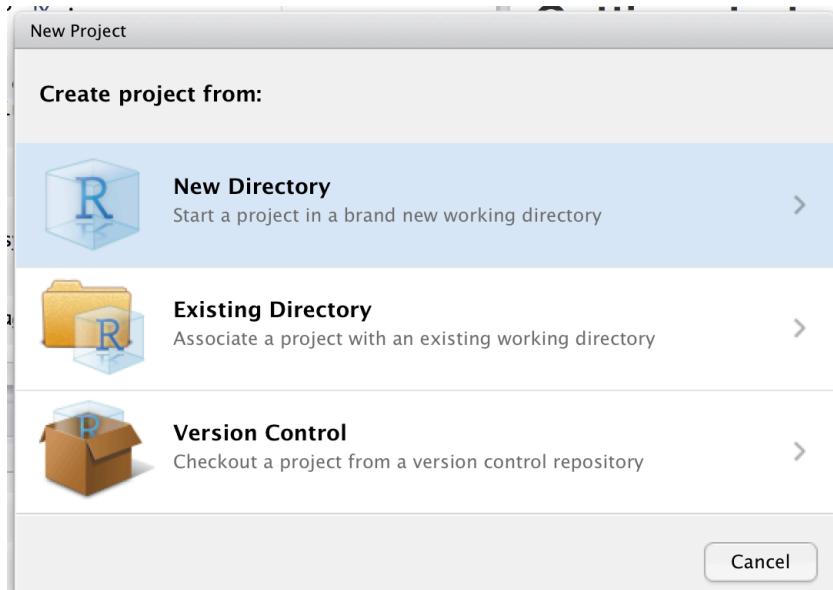 New Project
Create project from:
R
New Directory
Start a project in a brand new working directory
R
Existing Directory
Associate a project with an existing working directory
R
Version Control
Checkout a project from a version control repository
Cancel